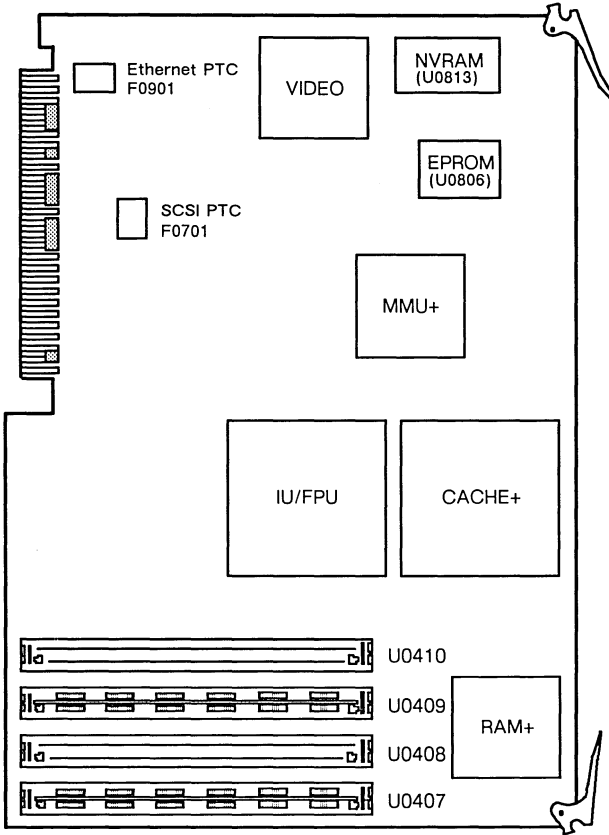 Ethernet PTC
F0901
VIDEO
NVRAM
(U0813)
EPROM
(U0806)
SCSI PTC
F0701
MMU+
IU/FPU
CACHE+
U0410
U0409
RAM+
U0408
U0407